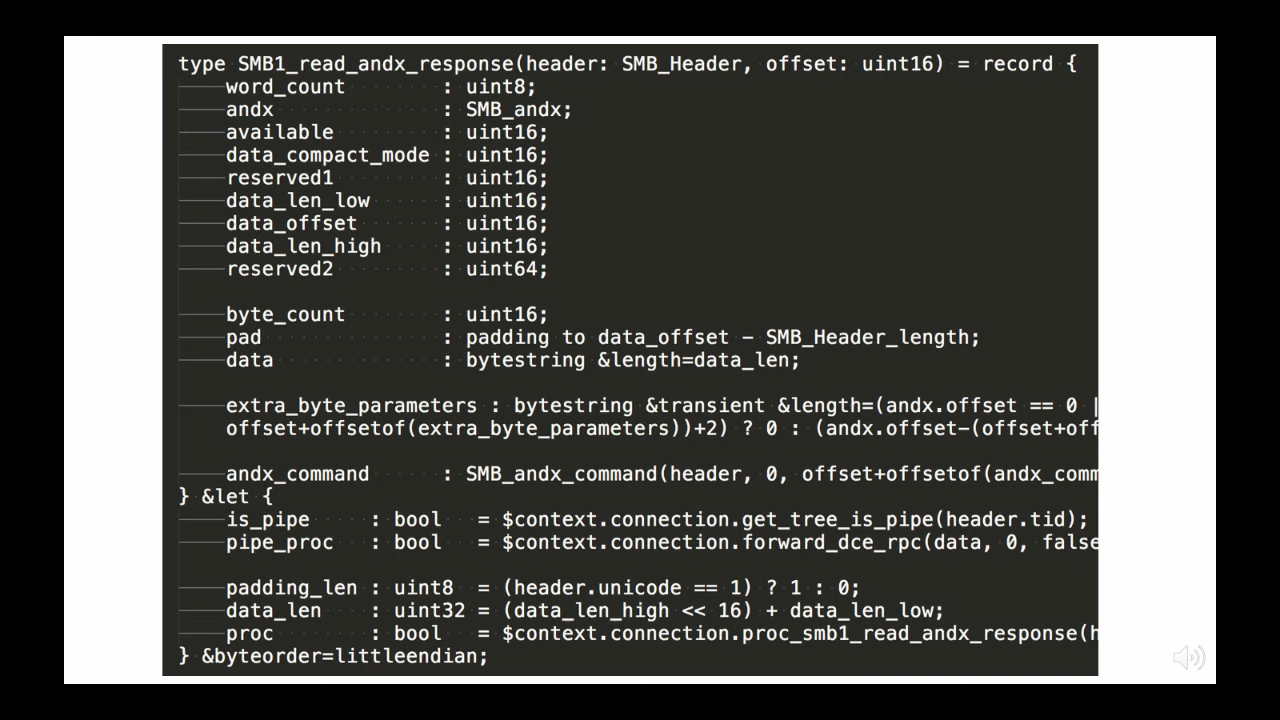 type SMB1_read_andx_response(header: SMB_Header, offset: uint16) = record {
word_count : uint8;
andx : SMB_andx;
available : uint16;
data_compact_mode : uint16;
reserved1 : uint16;
data_len_low : uint16;
data_offset : uint16;
data_len_high : uint16;
reserved2 : uint64;
byte_count : uint16;
pad : padding to data_offset - SMB_Header_length;
data : bytestring &length=data_len;
extra_byte_parameters : bytestring &transient &length=(andx.offset == 0 |
offset+offsetof(extra_byte_parameters))+2) ? 0 : (andx.offset-(offset+off
andx_command : SMB_andx_command(header, 0, offset+offsetof(andx_comm
} &let {
is_pipe : bool = $context.connection.get_tree_is_pipe(header.tid);
pipe_proc : bool = $context.connection.forward_dce_rpc(data, 0, false
padding_len : uint8 = (header.unicode == 1) ? 1 : 0;
data_len : uint32 = (data_len_high << 16) + data_len_low;
proc : bool = $context.connection.proc_smb1_read_andx_response(h
} &byteorder=littleendian;